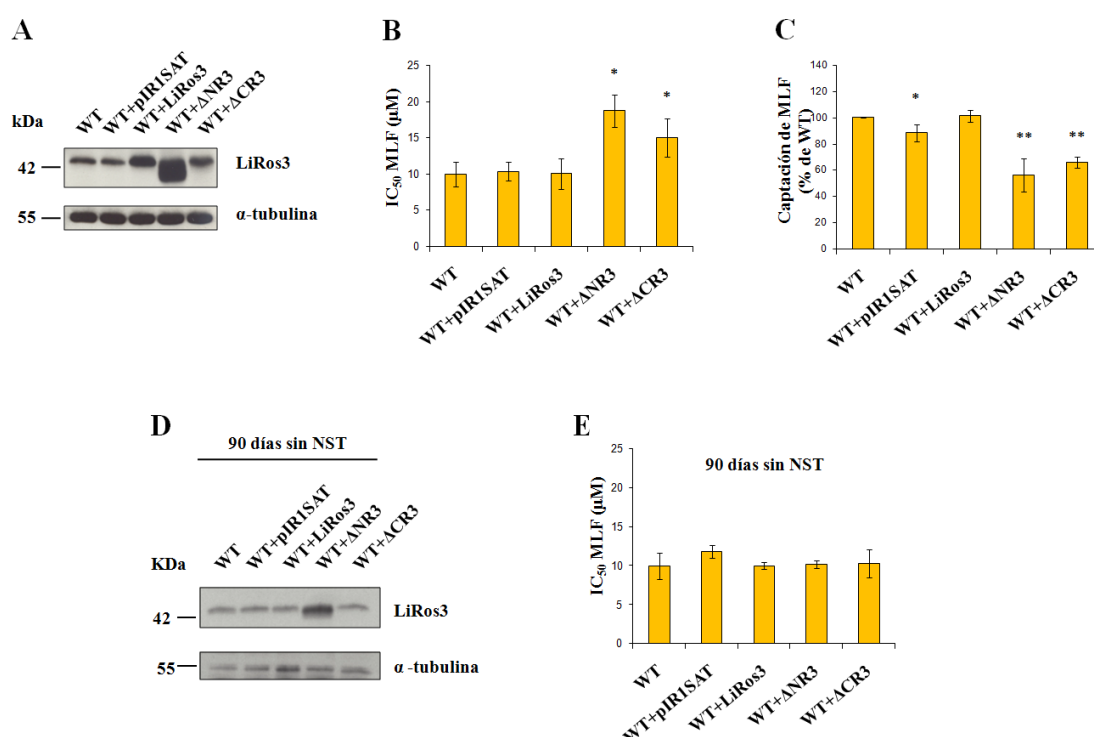 A
WT
WT+pIR1SAT
WT+LiRos3
WT+ΔNR3
WT+ΔCR3
kDa
42
LiRos3
55
α-tubulina
B
IC50 MLF (µM)
25
20
15
10
5
0
*
*
WT
WT+pIR1SAT
WT+LiRos3
WT+ΔNR3
WT+ΔCR3
C
Captación de MLF
(% de WT)
140
120
100
80
60
40
20
0
*
**
**
WT
WT+pIR1SAT
WT+LiRos3
WT+ΔNR3
WT+ΔCR3
D
90 días sin NST
WT
WT+pIR1SAT
WT+LiRos3
WT+ΔNR3
WT+ΔCR3
KDa
42
LiRos3
55
α -tubulina
E
90 días sin NST
IC50 MLF (µM)
25
20
15
10
5
0
WT
WT+pIR1SAT
WT+LiRos3
WT+ΔNR3
WT+ΔCR3